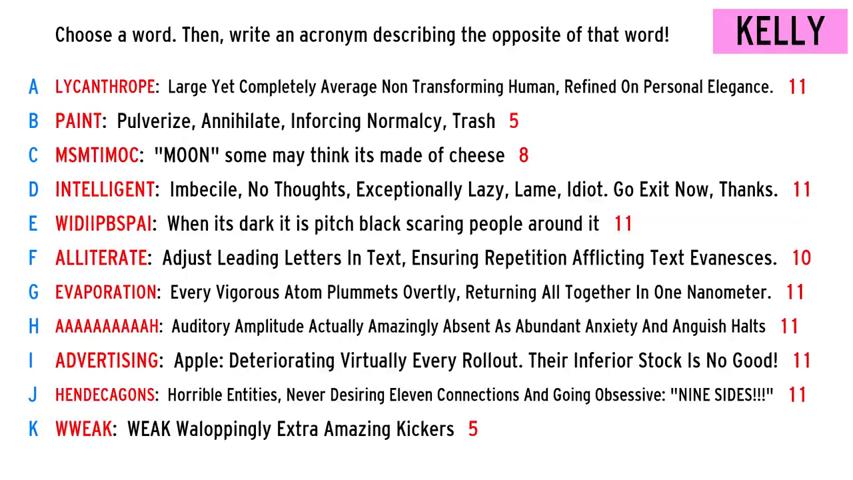 Choose a word. Then, write an acronym describing the opposite of that word!
KELLY
A LYCANTHROPE: Large Yet Completely Average Non Transforming Human, Refined On Personal Elegance. 11
B PAINT: Pulverize, Annihilate, Inforcing Normalcy, Trash 5
C MSMTIMOC: "MOON" some may think its made of cheese 8
D INTELLIGENT: Imbecile, No Thoughts, Exceptionally Lazy, Lame, Idiot. Go Exit Now, Thanks. 11
E WIDIIPBSPAI: When its dark it is pitch black scaring people around it 11
F ALLITERATE: Adjust Leading Letters In Text, Ensuring Repetition Afflicting Text Evanesces. 10
G EVAPORATION: Every Vigorous Atom Plummets Overtly, Returning All Together In One Nanometer. 11
H AAAAAAAAAAH: Auditory Amplitude Actually Amazingly Absent As Abundant Anxiety And Anguish Halts 11
I ADVERTISING: Apple: Deteriorating Virtually Every Rollout. Their Inferior Stock Is No Good! 11
J HENDECAGONS: Horrible Entities, Never Desiring Eleven Connections And Going Obsessive: "NINE SIDES!!!" 11
K WWEAK: WEAK Waloppingly Extra Amazing Kickers 5